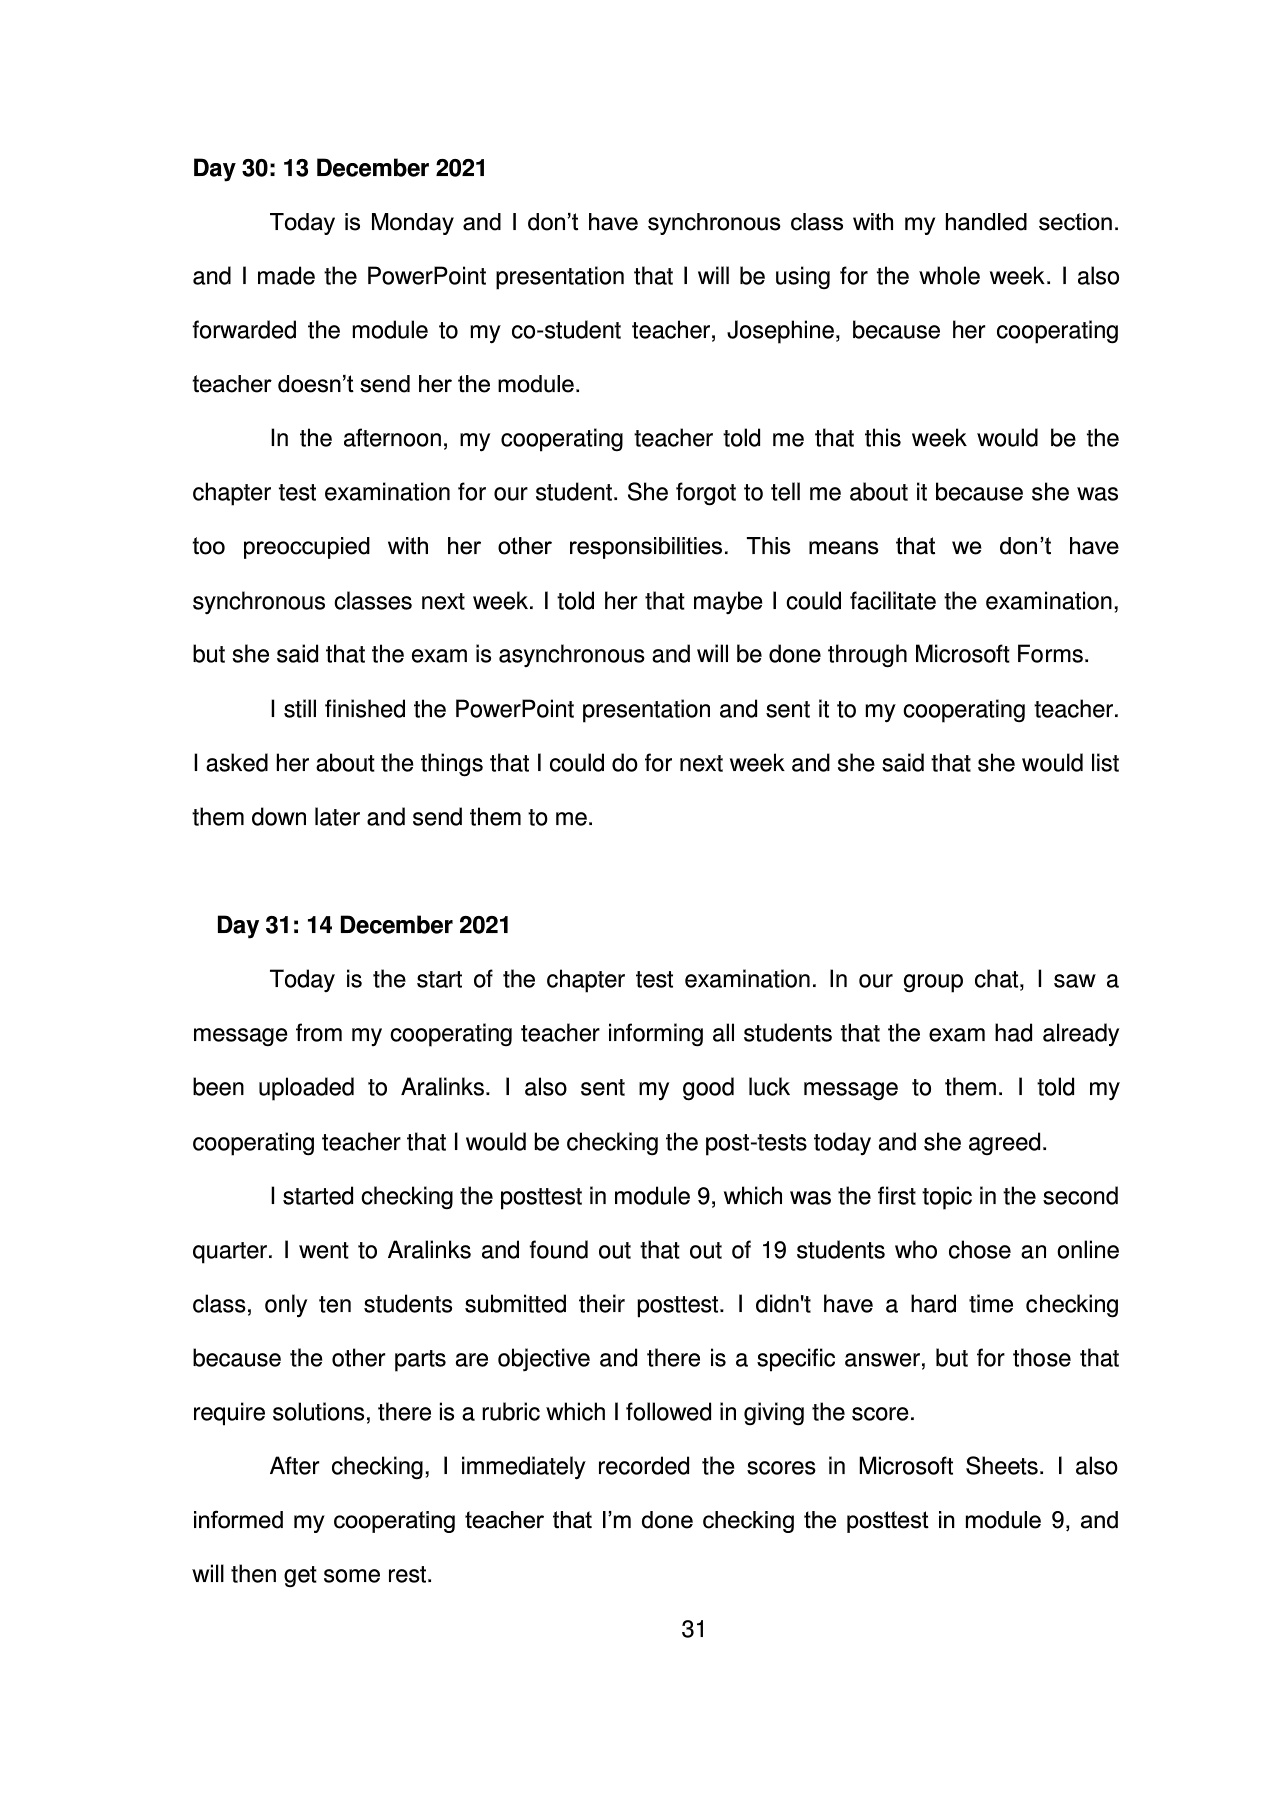 Day 30: 13 December 2021
Today is Monday and I don’t have synchronous class with my handled section.
and I made the PowerPoint presentation that I will be using for the whole week. I also
forwarded the module to my co-student teacher, Josephine, because her cooperating
teacher doesn’t send her the module.
In the afternoon, my cooperating teacher told me that this week would be the
chapter test examination for our student. She forgot to tell me about it because she was
too preoccupied with her other responsibilities. This means that we don’t have
synchronous classes next week. I told her that maybe I could facilitate the examination,
but she said that the exam is asynchronous and will be done through Microsoft Forms.
I still finished the PowerPoint presentation and sent it to my cooperating teacher.
I asked her about the things that I could do for next week and she said that she would list
them down later and send them to me.
Day 31: 14 December 2021
Today is the start of the chapter test examination. In our group chat, I saw a
message from my cooperating teacher informing all students that the exam had already
been uploaded to Aralinks. I also sent my good luck message to them. I told my
cooperating teacher that I would be checking the post-tests today and she agreed.
I started checking the posttest in module 9, which was the first topic in the second
quarter. I went to Aralinks and found out that out of 19 students who chose an online
class, only ten students submitted their posttest. I didn't have a hard time checking
because the other parts are objective and there is a specific answer, but for those that
require solutions, there is a rubric which I followed in giving the score.
After checking, I immediately recorded the scores in Microsoft Sheets. I also
informed my cooperating teacher that I’m done checking the posttest in module 9, and
will then get some rest.
31